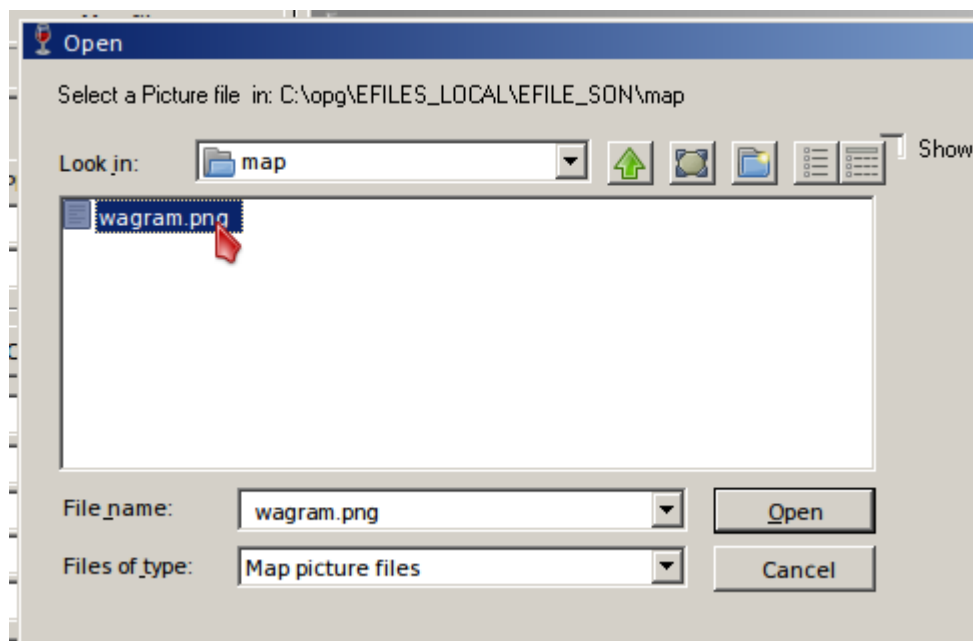 Open
Select a Picture file in: C:\opg\EFILES_LOCAL\EFILE_SON\map
Look in: map
Show
wagram.png
File name: wagram.png Open
Files of type: Map picture files Cancel